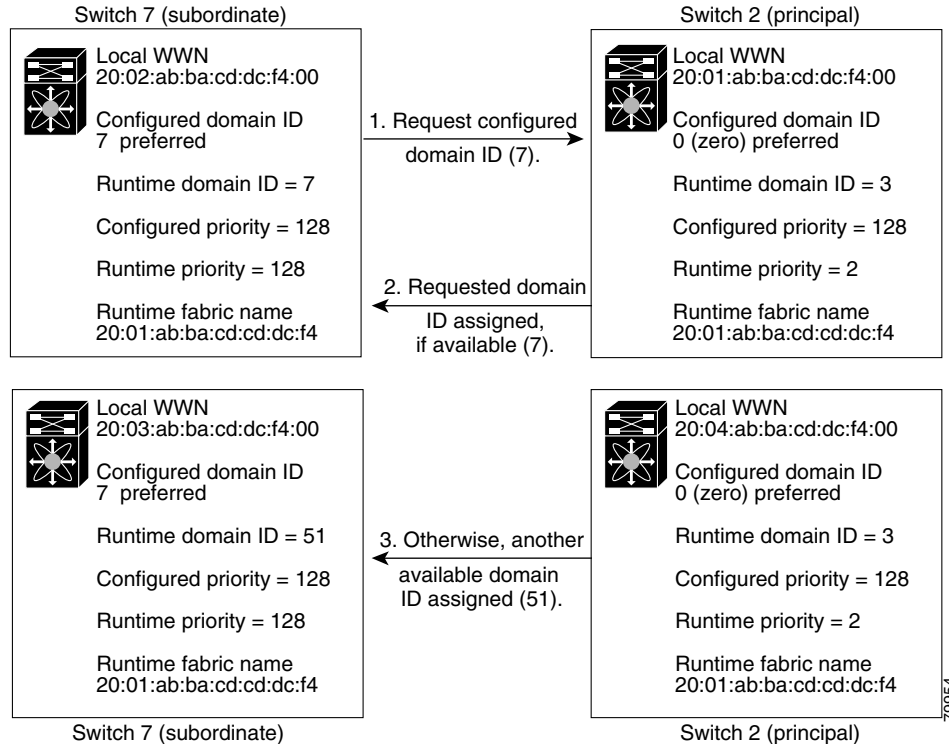 Switch 7 (subordinate)
Switch 2 (principal)
Local WWN
20:02:ab:ba:cd:dc:f4:00
Configured domain ID
7 preferred
Runtime domain ID = 7
Configured priority = 128
Runtime priority = 128
Runtime fabric name
20:01:ab:ba:cd:cd:dc:f4
1. Request configured
domain ID (7).
2. Requested domain
ID assigned,
if available (7).
Local WWN
20:01:ab:ba:cd:dc:f4:00
Configured domain ID
0 (zero) preferred
Runtime domain ID = 3
Configured priority = 128
Runtime priority = 2
Runtime fabric name
20:01:ab:ba:cd:cd:dc:f4
Local WWN
20:03:ab:ba:cd:dc:f4:00
Configured domain ID
7 preferred
Runtime domain ID = 51
Configured priority = 128
Runtime priority = 128
Runtime fabric name
20:01:ab:ba:cd:cd:dc:f4
3. Otherwise, another
available domain
ID assigned (51).
Local WWN
20:04:ab:ba:cd:dc:f4:00
Configured domain ID
0 (zero) preferred
Runtime domain ID = 3
Configured priority = 128
Runtime priority = 2
Runtime fabric name
20:01:ab:ba:cd:cd:dc:f4
Switch 7 (subordinate)
Switch 2 (principal)